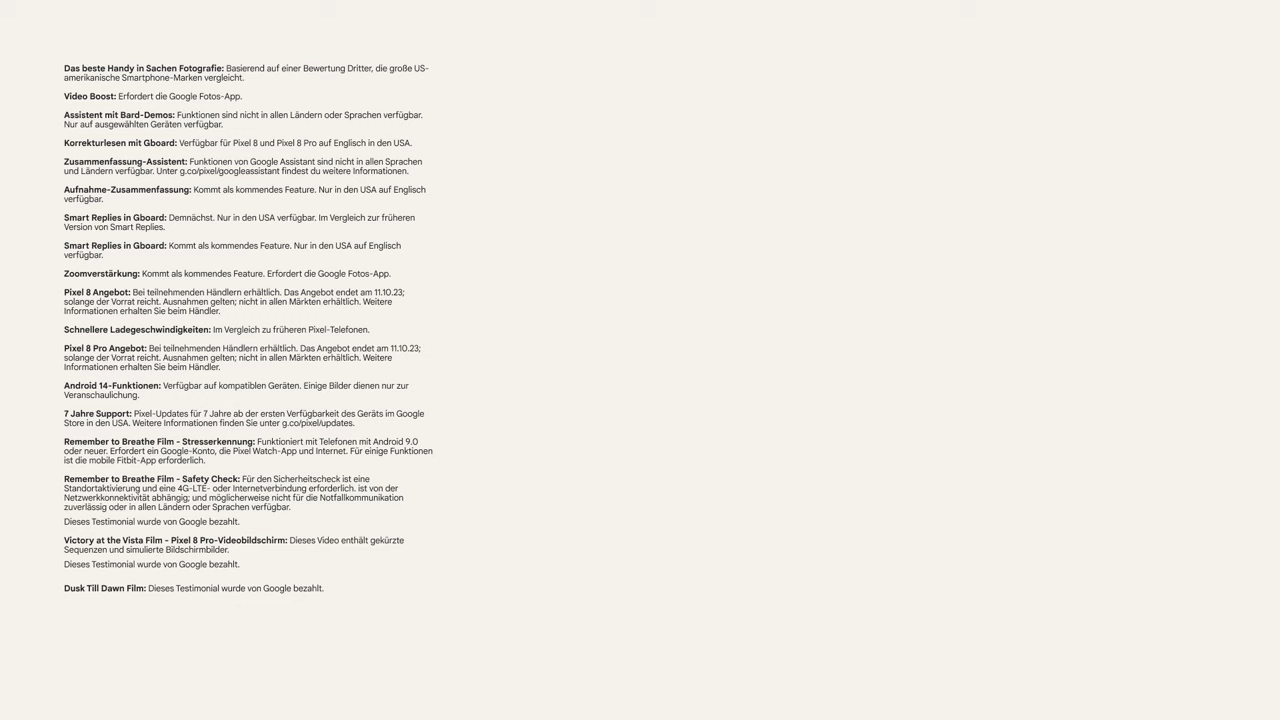 Das beste Handy in Sachen Fotografie: Basierend auf einer Bewertung Dritter, die große US-
amerikanische Smartphone-Marken vergleicht.
Video Boost: Erfordert die Google Fotos-App.
Assistent mit Bard-Demos: Funktionen sind nicht in allen Ländern oder Sprachen verfügbar.
Nur auf ausgewählten Geräten verfügbar.
Korrekturlesen mit Gboard: Verfügbar für Pixel 8 und Pixel 8 Pro auf Englisch in den USA.
Zusammenfassung-Assistent: Funktionen von Google Assistant sind nicht in allen Sprachen
und Ländern verfügbar. Unter g.co/pixel/googleassistant findest du weitere Informationen.
Aufnahme-Zusammenfassung: Kommt als kommendes Feature. Nur in den USA auf Englisch
verfügbar.
Smart Replies in Gboard: Demnächst. Nur in den USA verfügbar. Im Vergleich zur früheren
Version von Smart Replies.
Smart Replies in Gboard: Kommt als kommendes Feature. Nur in den USA auf Englisch
verfügbar.
Zoomverstärkung: Kommt als kommendes Feature. Erfordert die Google Fotos-App.
Pixel 8 Angebot: Bei teilnehmenden Händlern erhältlich. Das Angebot endet am 11.10.23;
solange der Vorrat reicht. Ausnahmen gelten; nicht in allen Märkten erhältlich. Weitere
Informationen erhalten Sie beim Händler.
Schnellere Ladegeschwindigkeiten: Im Vergleich zu früheren Pixel-Telefonen.
Pixel 8 Pro Angebot: Bei teilnehmenden Händlern erhältlich. Das Angebot endet am 11.10.23;
solange der Vorrat reicht. Ausnahmen gelten; nicht in allen Märkten erhältlich. Weitere
Informationen erhalten Sie beim Händler.
Android 14-Funktionen: Verfügbar auf kompatiblen Geräten. Einige Bilder dienen nur zur
Veranschaulichung.
7 Jahre Support: Pixel-Updates für 7 Jahre ab der ersten Verfügbarkeit des Geräts im Google
Store in den USA. Weitere Informationen finden Sie unter g.co/pixel/updates.
Remember to Breathe Film - Stresserkennung: Funktioniert mit Telefonen mit Android 9.0
oder neuer. Erfordert ein Google-Konto, die Pixel Watch-App und Internet. Für einige Funktionen
ist die mobile Fitbit-App erforderlich.
Remember to Breathe Film - Safety Check: Für den Sicherheitscheck ist eine
Standortaktivierung und eine 4G-LTE- oder Internetverbindung erforderlich. ist von der
Netzwerkkonnektivität abhängig; und möglicherweise nicht für die Notfallkommunikation
zuverlässig oder in allen Ländern oder Sprachen verfügbar.
Dieses Testimonial wurde von Google bezahlt.
Victory at the Vista Film - Pixel 8 Pro-Videobildschirm: Dieses Video enthält gekürzte
Sequenzen und simulierte Bildschirmbilder.
Dieses Testimonial wurde von Google bezahlt.
Dusk Till Dawn Film: Dieses Testimonial wurde von Google bezahlt.